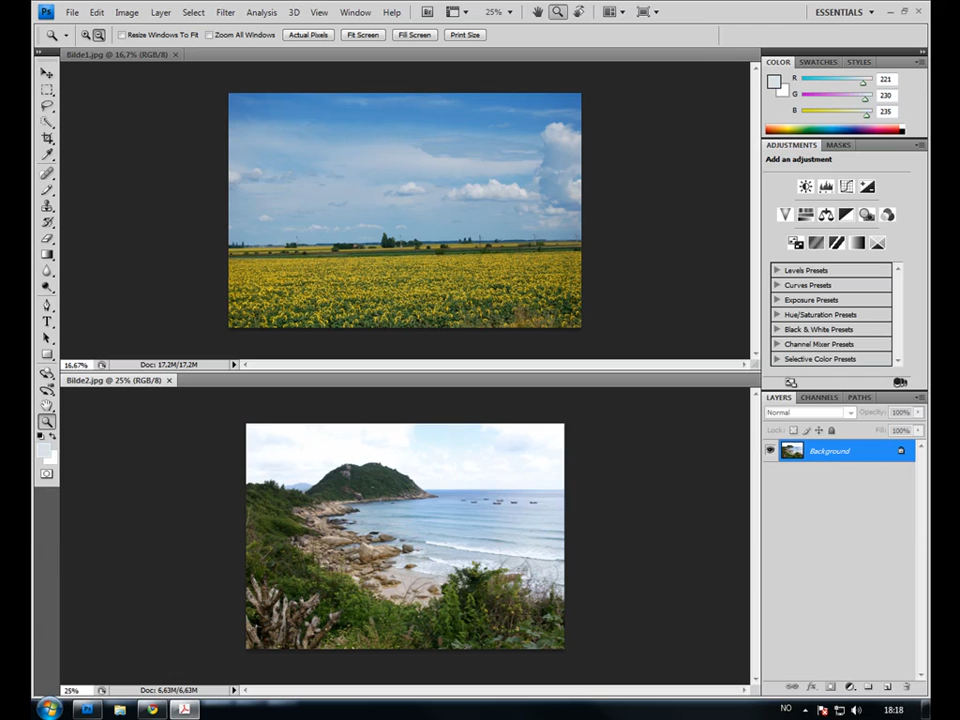 Ps File Edit Image Layer Select Filter Analysis 3D View Window Help Br 25% ESSENTIALS
Resize Windows To Fit Zoom All Windows Actual Pixels Fit Screen Fill Screen Print Size
Bilde1.jpg @ 16,7% (RGB/8)
COLOR SWATCHES STYLES
R 221
G 230
B 235
ADJUSTMENTS MASKS
Add an adjustment
Levels Presets
Curves Presets
Exposure Presets
Hue/Saturation Presets
Black & White Presets
Channel Mixer Presets
Selective Color Presets
16.67% Doc: 17,2M/17,2M
Bilde2.jpg @ 25% (RGB/8)
LAYERS CHANNELS PATHS
Normal Opacity: 100%
Lock: Fill: 100%
Background
T
25% Doc: 6,63M/6,63M
fx
Ps NO 18:18